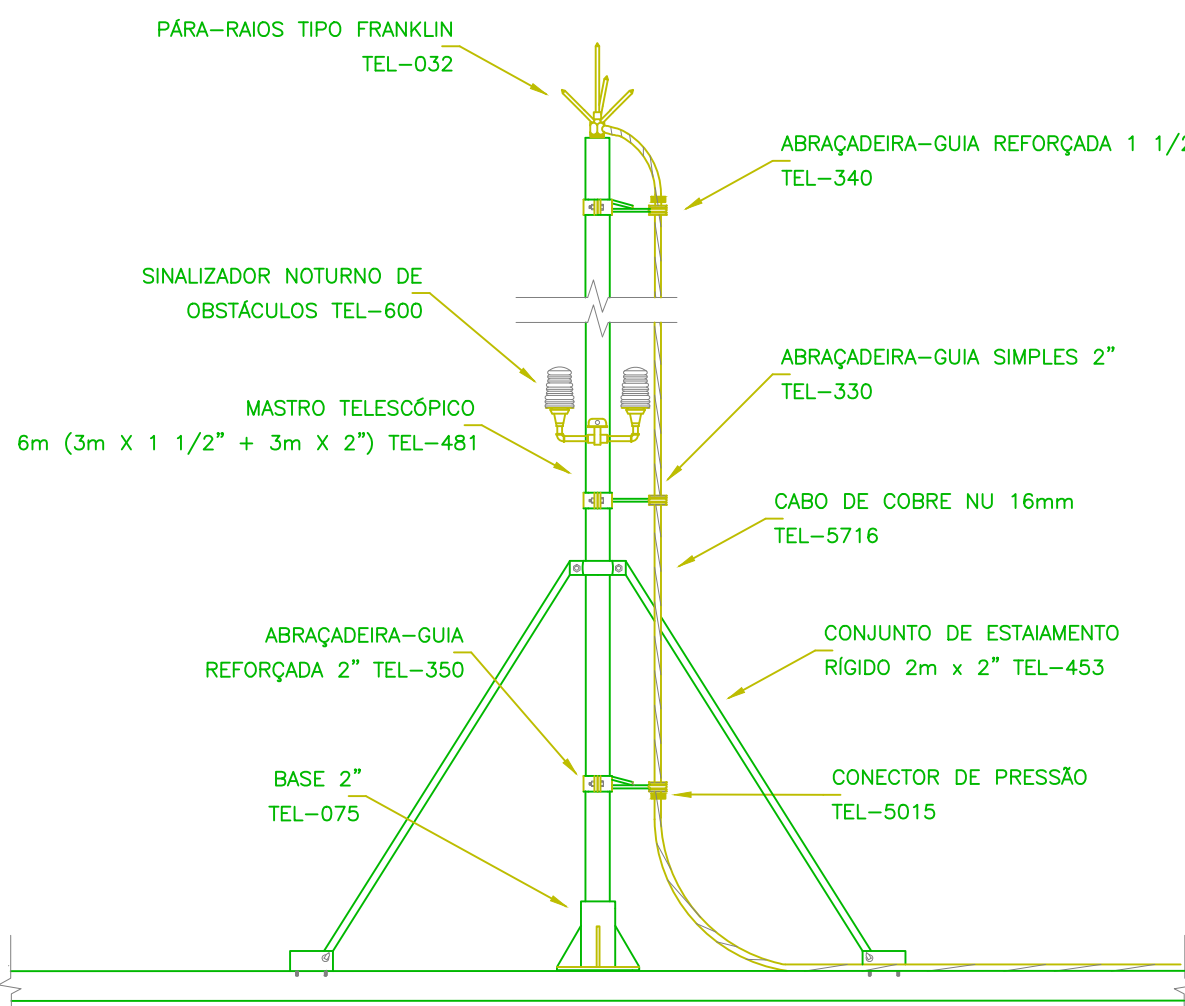 PÁRA-RAIOS TIPO FRANKLIN
TEL-032
ABRAÇADEIRA-GUIA REFORÇADA 1 1/2
TEL-340
SINALIZADOR NOTURNO DE
OBSTÁCULOS TEL-600
ABRAÇADEIRA-GUIA SIMPLES 2”
TEL-330
MASTRO TELESCÓPICO
6m (3m X 1 1/2” + 3m X 2”) TEL-481
CABO DE COBRE NU 16mm
TEL-5716
ABRAÇADEIRA-GUIA
REFORÇADA 2” TEL-350
CONJUNTO DE ESTAIAMENTO
RÍGIDO 2m x 2” TEL-453
BASE 2”
TEL-075
CONECTOR DE PRESSÃO
TEL-5015